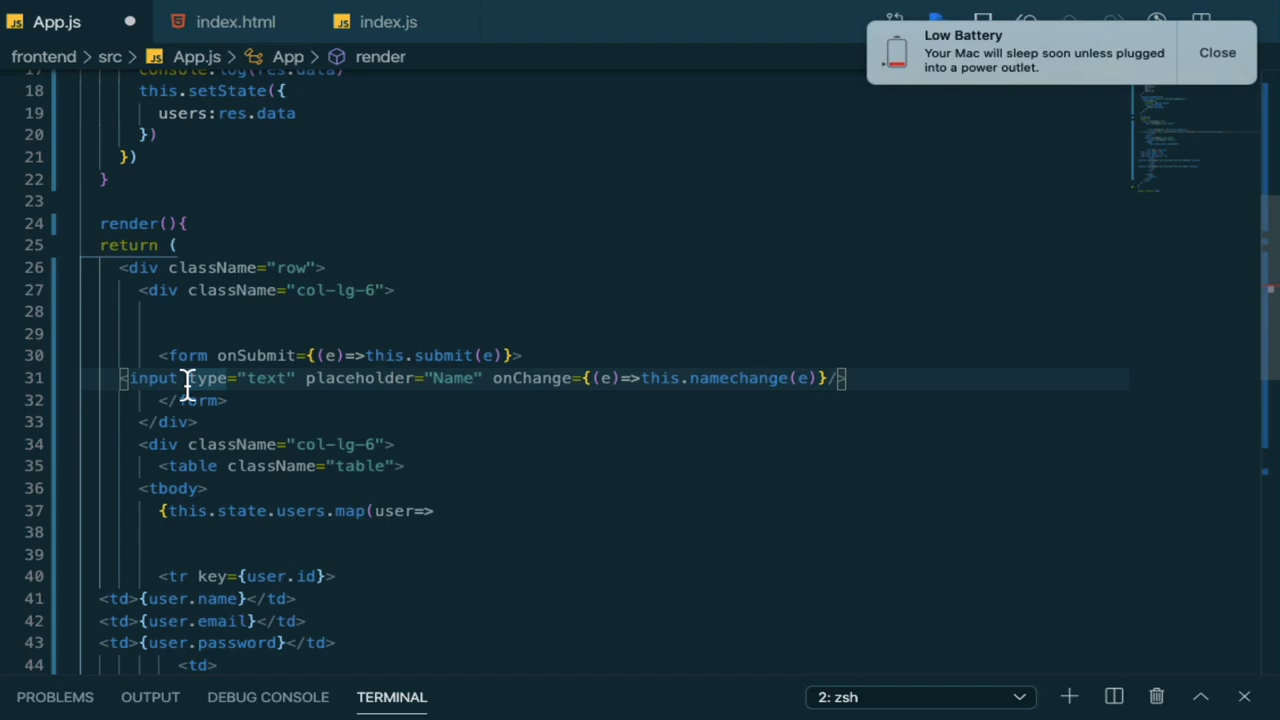 App.js
index.html
index.js
Low Battery
Your Mac will sleep soon unless plugged
into a power outlet.
Close
frontend > src > App.js > App > render
17 console.log(res.data)
18 this.setState({
19 users:res.data
20 })
21 })
22 }
23
24 render(){
25 return (
26 <div className="row">
27 <div className="col-lg-6">
28
29
30 <form onSubmit={(e)=>this.submit(e)}>
31 <input type="text" placeholder="Name" onChange={(e)=>this.namechange(e)}/>
32 </form>
33 </div>
34 <div className="col-lg-6">
35 <table className="table">
36 <tbody>
37 {this.state.users.map(user=>
38
39
40 <tr key={user.id}>
41 <td>{user.name}</td>
42 <td>{user.email}</td>
43 <td>{user.password}</td>
44 <td>
PROBLEMS OUTPUT DEBUG CONSOLE TERMINAL 2: zsh